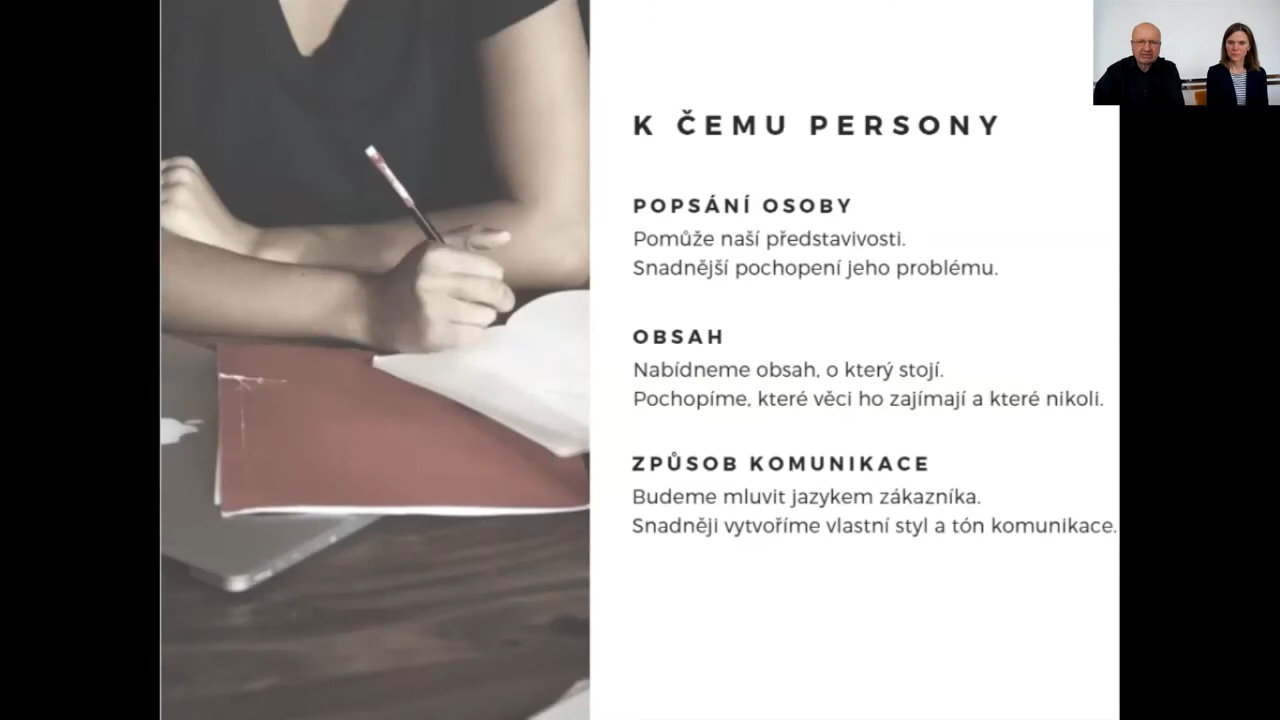 K ČEMU PERSONY
POPSÁNÍ OSOBY
Pomůže naší představivosti.
Snadnější pochopení jeho problému.
OBSAH
Nabídneme obsah, o který stojí.
Pochopíme, které věci ho zajímají a které nikoli.
ZPŮSOB KOMUNIKACE
Budeme mluvit jazykem zákazníka.
Snadněji vytvoříme vlastní styl a tón komunikace.